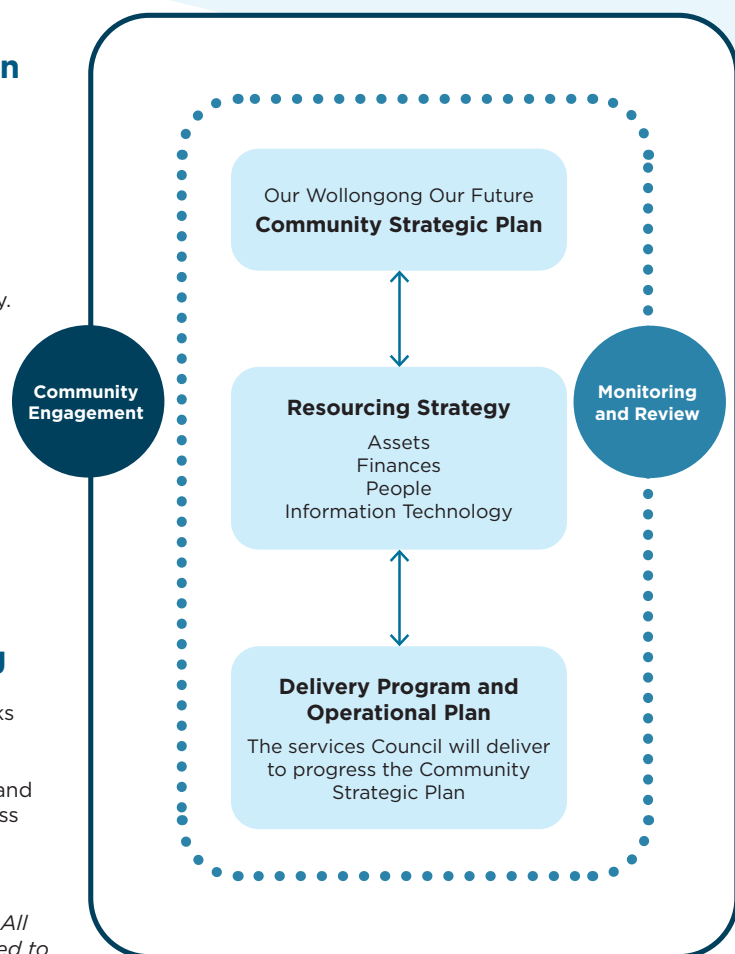 n
y.
g
ks
and
ss
All
ed to
Our Wollongong Our Future
Community Strategic Plan
Community
Engagement
Resourcing Strategy
Assets
Finances
People
Information Technology
Monitoring
and Review
Delivery Program and
Operational Plan
The services Council will deliver
to progress the Community
Strategic Plan